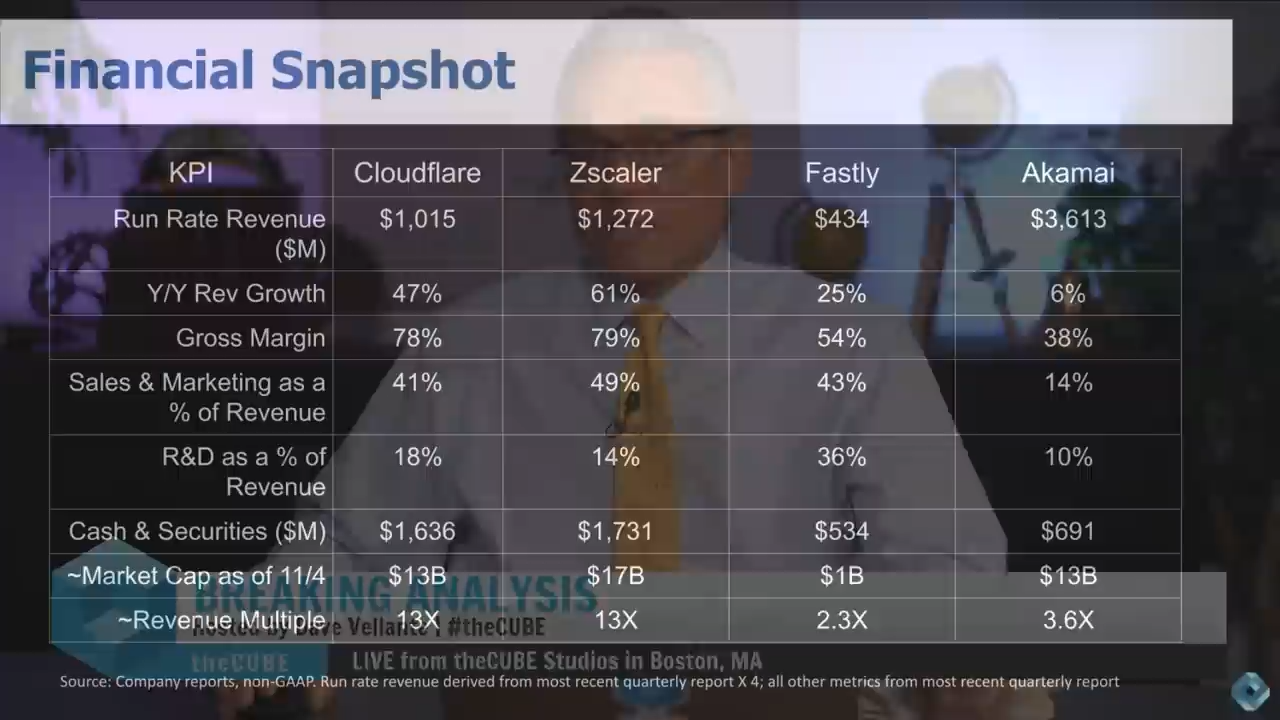 Financial Snapshot
KPI Cloudflare Zscaler Fastly Akamai
Run Rate Revenue ($M) $1,015 $1,272 $434 $3,613
Y/Y Rev Growth 47% 61% 25% 6%
Gross Margin 78% 79% 54% 38%
Sales & Marketing as a % of Revenue 41% 49% 43% 14%
R&D as a % of Revenue 18% 14% 36% 10%
Cash & Securities ($M) $1,636 $1,731 $534 $691
~Market Cap as of 11/4 $13B $17B $1B $13B
~Revenue Multiple 13X 13X 2.3X 3.6X
BREAKING ANALYSIS
Hosted by Dave Vellante | #theCUBE
theCUBE LIVE from theCUBE Studios in Boston, MA
Source: Company reports, non-GAAP. Run rate revenue derived from most recent quarterly report X 4; all other metrics from most recent quarterly report